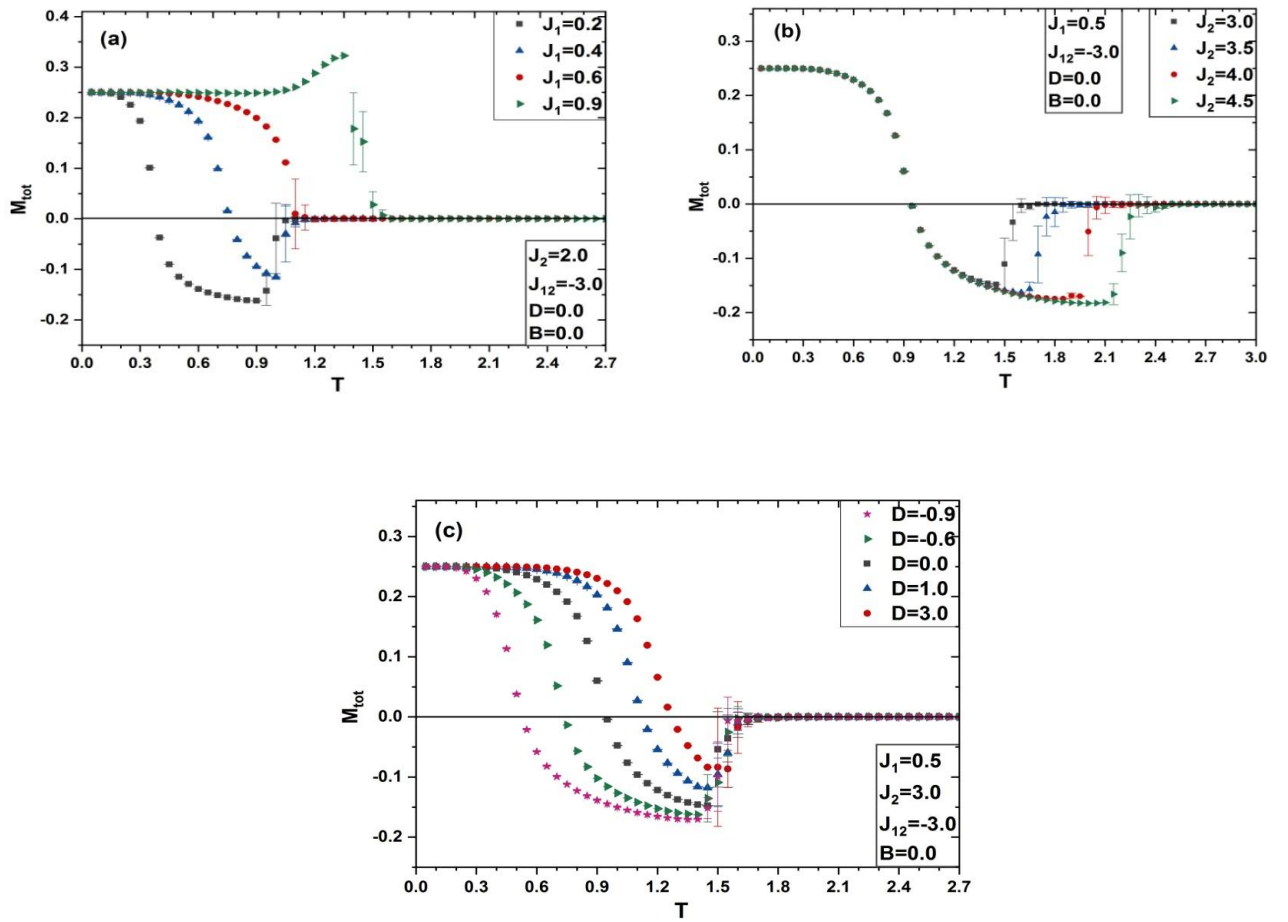 (a)
J₁=0.2
J₁=0.4
J₁=0.6
J₁=0.9
0.4
0.3
0.2
0.1
0.0
-0.1
-0.2
M_tot
J₂=2.0
J₁₂=-3.0
D=0.0
B=0.0
0.0 0.3 0.6 0.9 1.2 1.5 1.8 2.1 2.4 2.7
T
(b)
J₁=0.5
J₁₂=-3.0
D=0.0
B=0.0
J₂=3.0
J₂=3.5
J₂=4.0
J₂=4.5
0.3
0.2
0.1
0.0
-0.1
-0.2
M_tot
0.0 0.3 0.6 0.9 1.2 1.5 1.8 2.1 2.4 2.7 3.0
T
(c)
D=-0.9
D=-0.6
D=0.0
D=1.0
D=3.0
0.3
0.2
0.1
0.0
-0.1
-0.2
M_tot
J₁=0.5
J₂=3.0
J₁₂=-3.0
B=0.0
0.0 0.3 0.6 0.9 1.2 1.5 1.8 2.1 2.4 2.7
T